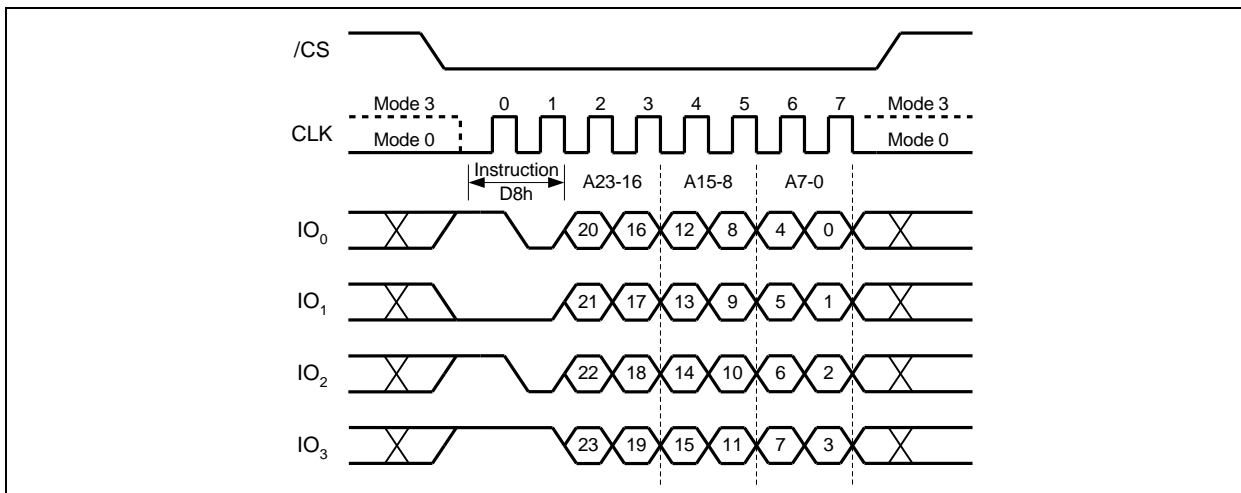 /CS
Mode 3 0 1 2 3 4 5 6 7 Mode 3
CLK
Mode 0 Mode 0
Instruction
D8h A23-16 A15-8 A7-0
IO0 20 16 12 8 4 0
IO1 21 17 13 9 5 1
IO2 22 18 14 10 6 2
IO3 23 19 15 11 7 3